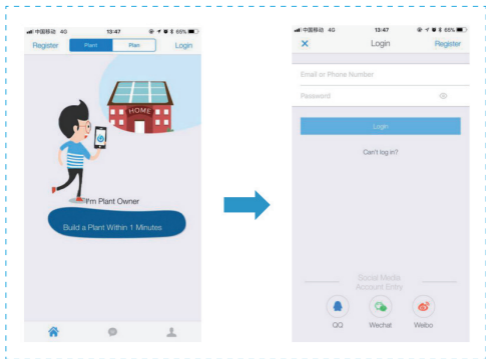 中国移动 4G 13:47 65%
Register Plant Plan Login
HOME
I'm Plant Owner
Build a Plant Within 1 Minutes
中国移动 4G 13:47 65%
Login Register
Email or Phone Number
Password
Login
Can't log in?
Social Media
Account Entry
QQ Wechat Weibo